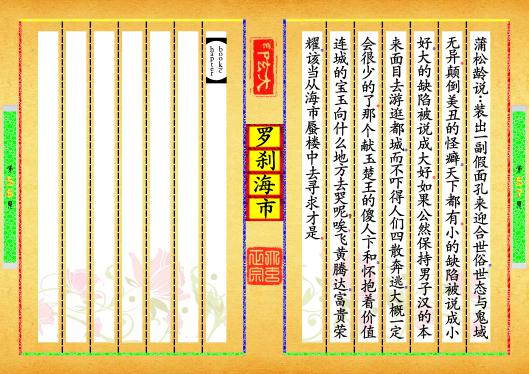 蒲松龄说：装出一副假面孔来迎合世俗世态与鬼域
无异颠倒美丑的怪癖天下都有小的缺陷被说成小
好大的缺陷被说成大好如果公然保持男子汉的本
来面目去游逛都城而不吓得人们四散奔逃大概一定
会很少的了那个献玉楚王的傻人卞和怀抱着价值
连城的宝玉向什么地方去哭呢唉飞黄腾达富贵荣
耀该当从海市蜃楼中去寻求才是
罗刹海市
booke
hapter